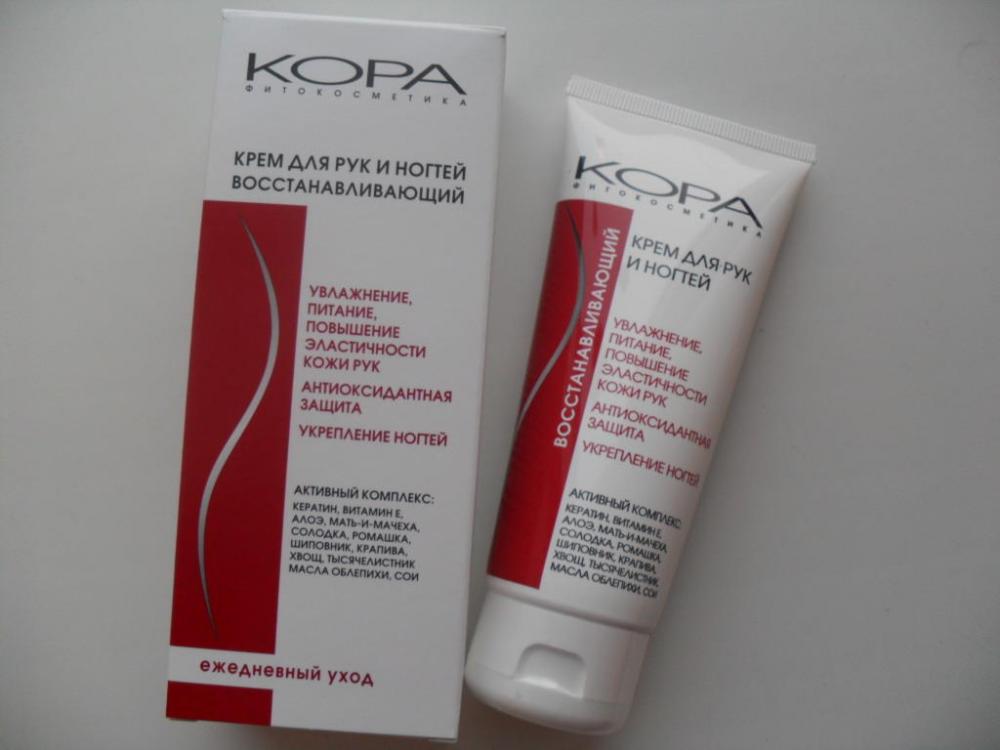 КОРА
ФИТОКОСМЕТИКА
КРЕМ ДЛЯ РУК И НОГТЕЙ
ВОССТАНАВЛИВАЮЩИЙ
УВЛАЖНЕНИЕ,
ПИТАНИЕ,
ПОВЫШЕНИЕ
ЭЛАСТИЧНОСТИ
КОЖИ РУК
АНТИОКСИДАНТНАЯ
ЗАЩИТА
УКРЕПЛЕНИЕ НОГТЕЙ
АКТИВНЫЙ КОМПЛЕКС:
КЕРАТИН, ВИТАМИН Е,
АЛОЭ, МАТЬ-И-МАЧЕХА,
СОЛОДКА, РОМАШКА,
ШИПОВНИК, КРАПИВА,
ХВОЩ, ТЫСЯЧЕЛИСТНИК
МАСЛА ОБЛЕПИХИ, СОИ
ежедневный уход
КОРА
ФИТОКОСМЕТИКА
КРЕМ ДЛЯ РУК
И НОГТЕЙ
ВОССТАНАВЛИВАЮЩИЙ
УВЛАЖНЕНИЕ,
ПИТАНИЕ,
ПОВЫШЕНИЕ
ЭЛАСТИЧНОСТИ
КОЖИ РУК
АНТИОКСИДАНТНАЯ
ЗАЩИТА
УКРЕПЛЕНИЕ НОГТЕЙ
АКТИВНЫЙ КОМПЛЕКС:
КЕРАТИН, ВИТАМИН Е,
АЛОЭ, МАТЬ-И-МАЧЕХА,
СОЛОДКА, РОМАШКА,
ШИПОВНИК, КРАПИВА,
ХВОЩ, ТЫСЯЧЕЛИСТНИК,
МАСЛА ОБЛЕПИХИ, СОИ